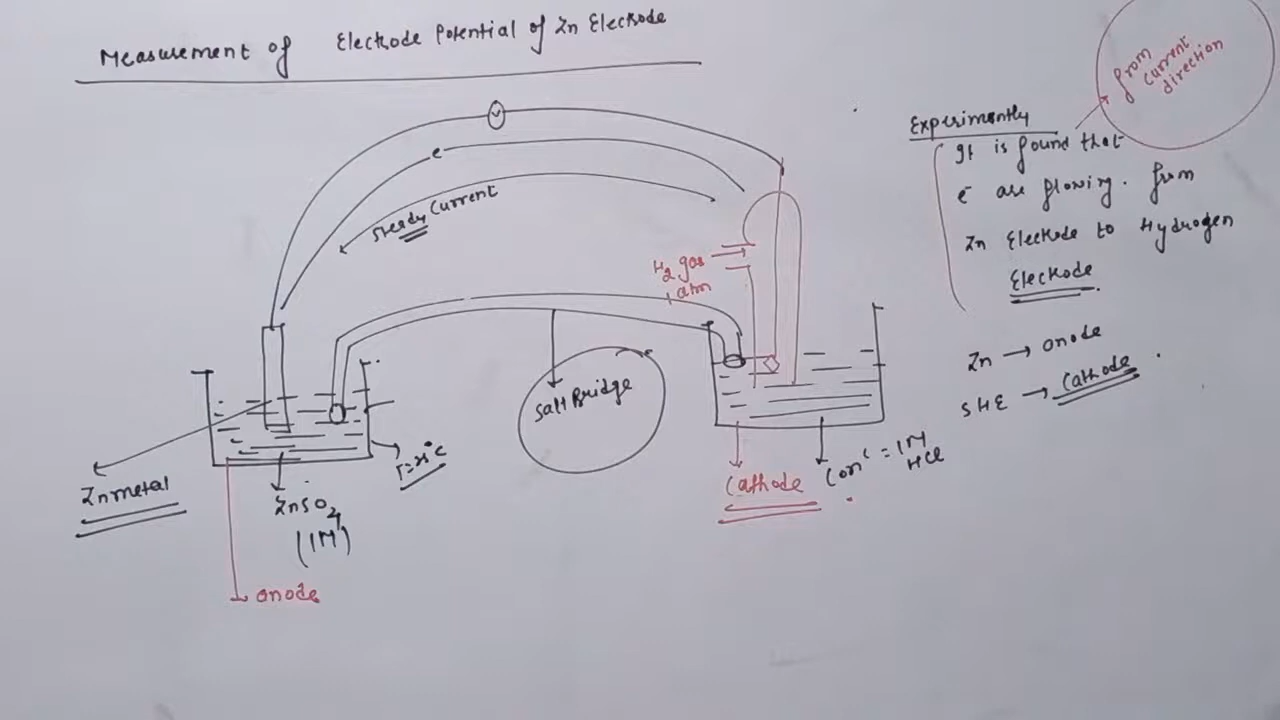 Measurement of Electrode Potential of Zn Electrode
from
current
direction
Experimently
It is found that
e⁻ are flowing. from
Zn Electrode to Hydrogen
Electrode.
Zn → anode
SHE → Cathode.
V
e
Steady Current
H2 gas
1 atm
Salt Bridge
Zn metal
ZnSO4
(1M)
anode
Cathode
Conc = 1M
HCl